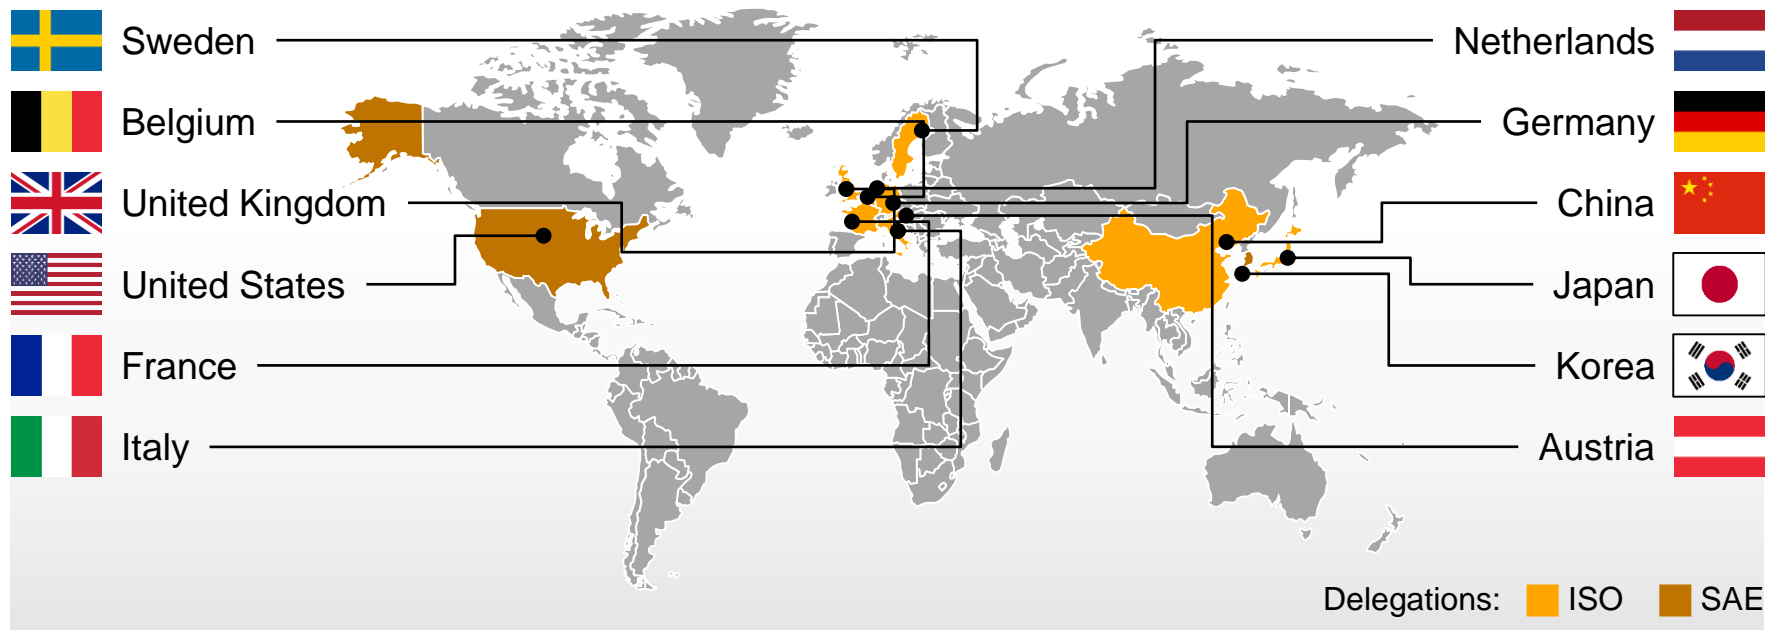 Sweden
Belgium
United Kingdom
United States
France
Italy
Netherlands
Germany
China
Japan
Korea
Austria
Delegations: ISO SAE